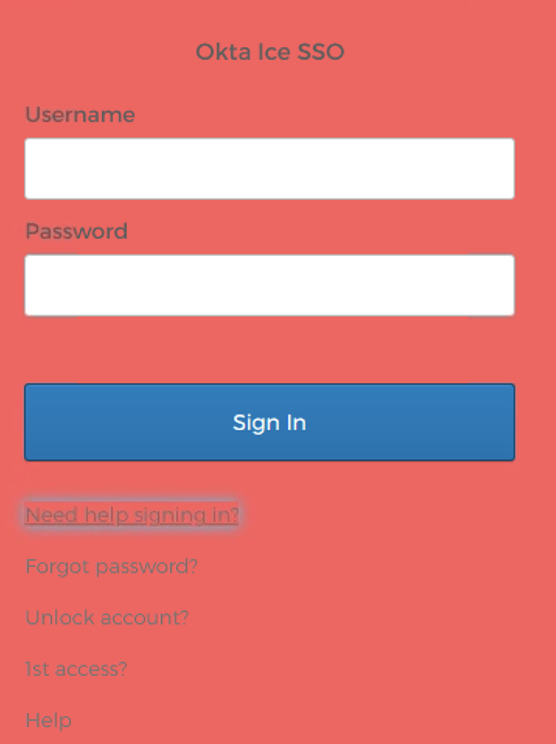 Okta Ice SSO
Username
Password
Sign In
Need help signing in?
Forgot password?
Unlock account?
1st access?
Help